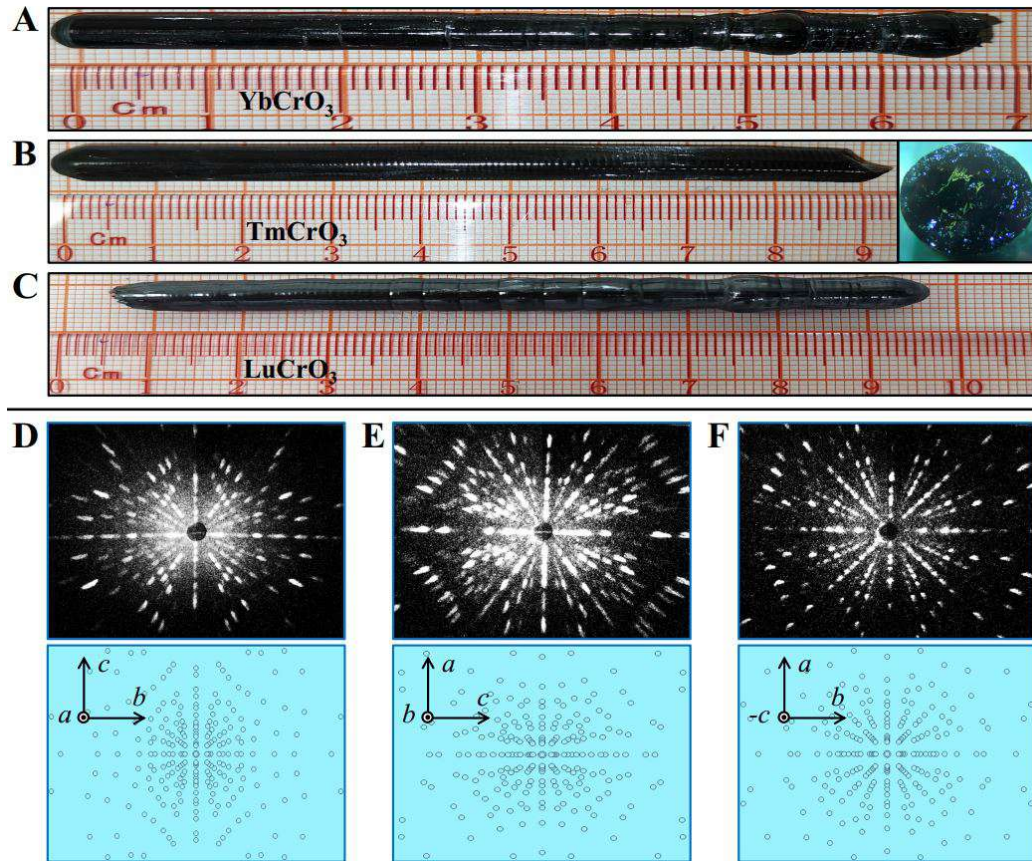 A
Cm
YbCrO₃
0 1 2 3 4 5 6 7
B
Cm
TmCrO₃
0 1 2 3 4 5 6 7 8 9
C
Cm
LuCrO₃
0 1 2 3 4 5 6 7 8 9 10
D E F
c a a
a b b c -c b